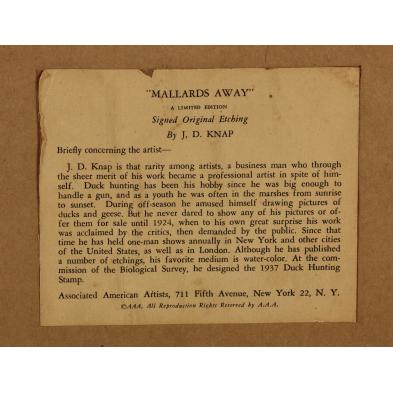 "MALLARDS AWAY"
A LIMITED EDITION
Signed Original Etching
By J. D. KNAP
Briefly concerning the artist—
J. D. Knap is that rarity among artists, a business man who through
the sheer merit of his work became a professional artist in spite of him-
self. Duck hunting has been his hobby since he was big enough to
handle a gun, and as a youth he was often in the marshes from sunrise
to sunset. During off-season he amused himself drawing pictures of
ducks and geese. But he never dared to show any of his pictures or of-
fer them for sale until 1924, when to his own great surprise his work
was acclaimed by the critics, then demanded by the public. Since that
time he has held one-man shows annually in New York and other cities
of the United States, as well as in London. Although he has published
a number of etchings, his favorite medium is water-color. At the com-
mission of the Biological Survey, he designed the 1937 Duck Hunting
Stamp.
Associated American Artists, 711 Fifth Avenue, New York 22, N. Y.
©AAA. All Reproduction Rights Reserved by A.A.A.